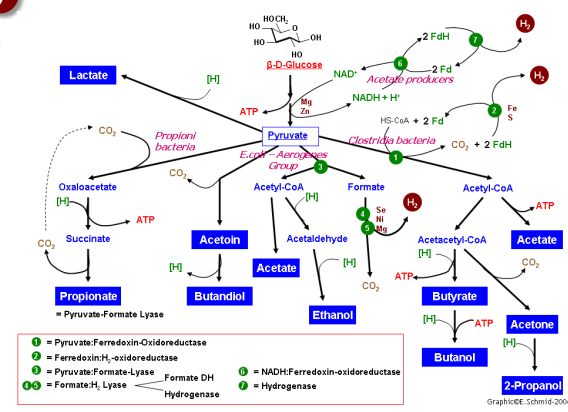 HOH₂C
HO
O
OH
HO
OH
HO
β-D-Glucose
2 FdH
7
H₂
6
2 Fd
NAD⁺
Acetate producers
NADH + H⁺
H₂
ATP
Mg
Zn
HS-CoA + 2 Fd
2
Fe
S
Lactate
[H]
CO₂
Propioni
bacteria
Pyruvate
Clostridia bacteria
CO₂ + 2 FdH
1
E.coli – Aerogenes
Group
3
CO₂
Oxaloacetate
Acetyl-CoA
Formate
Acetyl-CoA
[H]
ATP
[H]
4
5
Se
Ni
Mg
H₂
ATP
CO₂
Succinate
Acetoin
Acetaldehyde
Acetacetyl-CoA
Acetate
[H]
[H]
Acetate
[H]
CO₂
ATP
CO₂
Propionate
Butandiol
Ethanol
Butyrate
Acetone
= Pyruvate-Formate Lyase
[H]
ATP
[H]
Butanol
2-Propanol
1 = Pyruvate:Ferredoxin-Oxidoreductase
2 = Ferredoxin:H₂-oxidoreductase
3 = Pyruvate:Formate-Lyase
4 5 = Formate:H₂ Lyase
Formate DH
Hydrogenase
6 = NADH:Ferredoxin-oxidoreductase
7 = Hydrogenase